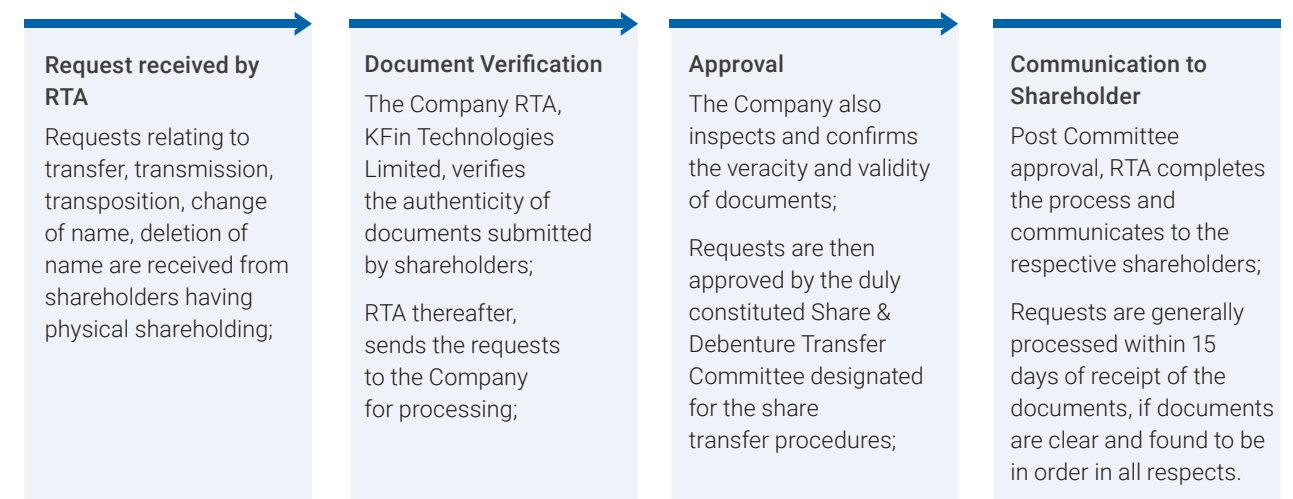 Request received by
RTA
Requests relating to
transfer, transmission,
transposition, change
of name, deletion of
name are received from
shareholders having
physical shareholding;
Document Verification
The Company RTA,
KFin Technologies
Limited, verifies
the authenticity of
documents submitted
by shareholders;
RTA thereafter,
sends the requests
to the Company
for processing;
Approval
The Company also
inspects and confirms
the veracity and validity
of documents;
Requests are then
approved by the duly
constituted Share &
Debenture Transfer
Committee designated
for the share
transfer procedures;
Communication to
Shareholder
Post Committee
approval, RTA completes
the process and
communicates to the
respective shareholders;
Requests are generally
processed within 15
days of receipt of the
documents, if documents
are clear and found to be
in order in all respects.